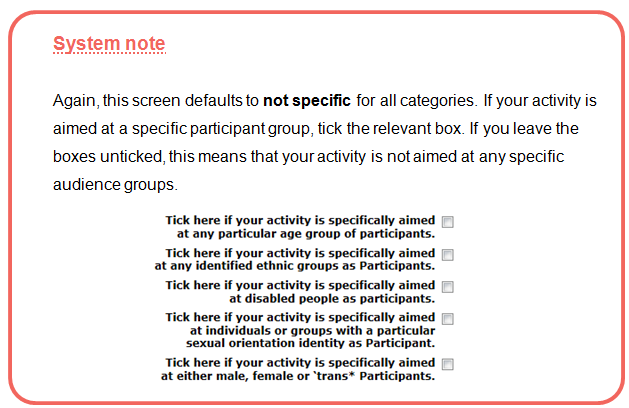 System note
Again, this screen defaults to not specific for all categories. If your activity is
aimed at a specific participant group, tick the relevant box. If you leave the
boxes unticked, this means that your activity is not aimed at any specific
audience groups.
Tick here if your activity is specifically aimed
at any particular age group of participants.
Tick here if your activity is specifically aimed
at any identified ethnic groups as Participants.
Tick here if your activity is specifically aimed
at disabled people as participants.
Tick here if your activity is specifically aimed
at individuals or groups with a particular
sexual orientation identity as Participant.
Tick here if your activity is specifically aimed
at either male, female or `trans* Participants.